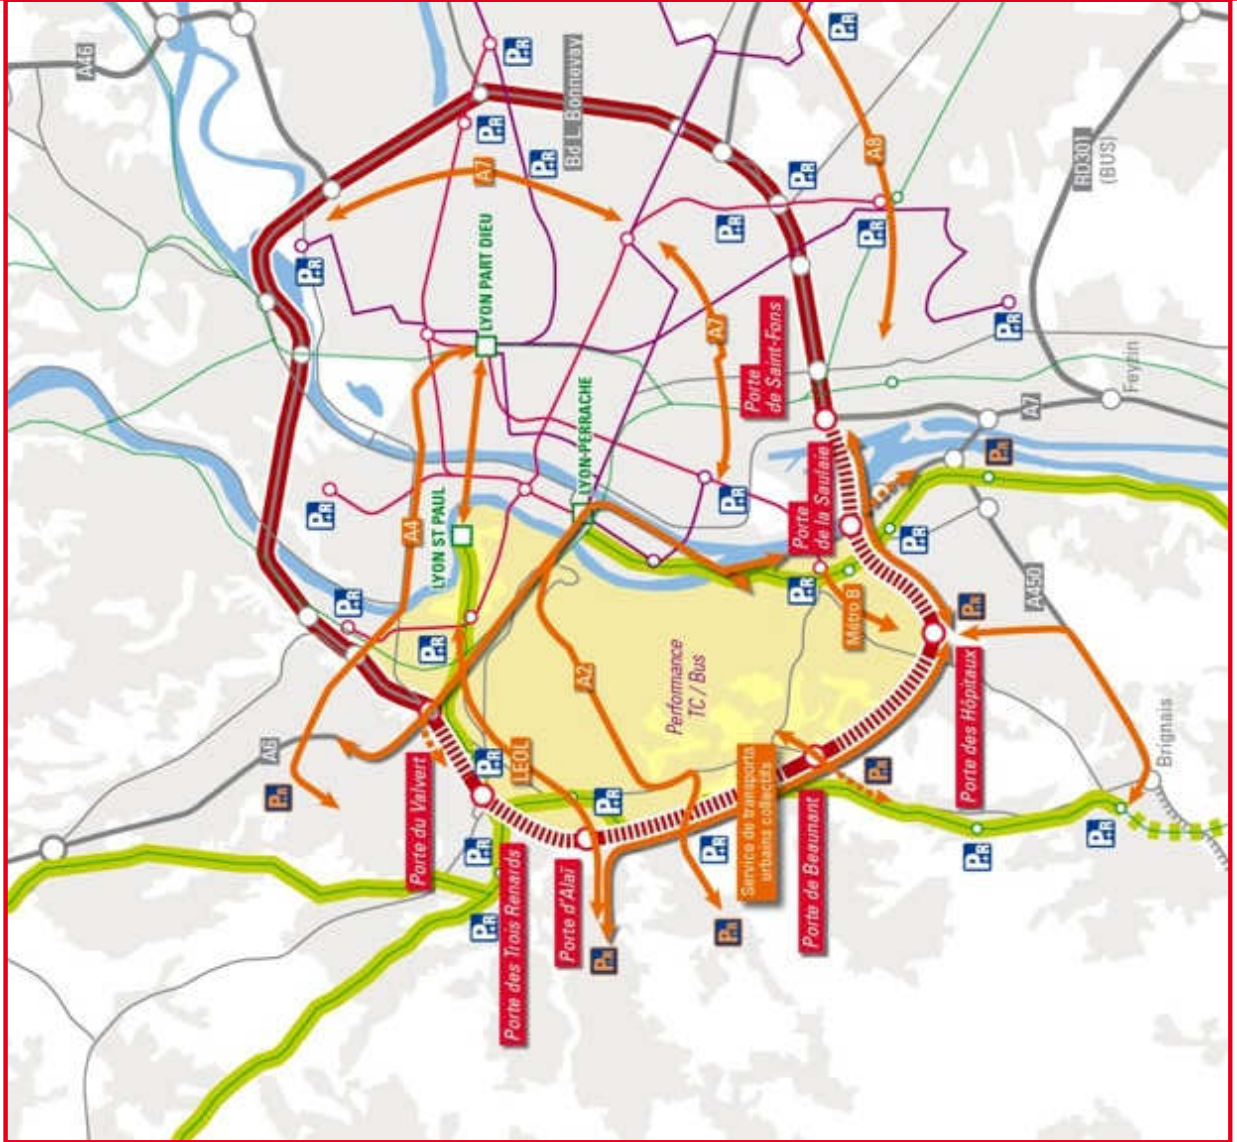 A46
A6
P+R
P+R
P+R
P+R
A4
Porte du Valvert
P+R
LYON ST PAUL
P+R
P+R
P+R
LYON PART DIEU
A7
P+R
P+R
Porte des Trois Renards
LEOL
P+R
P+R
Porte d'Alaï
A2
LYON-PERRACHE
Bd L. Bonnevay
P+R
P+R
Performance
TC / Bus
P+R
P+R
P+R
A7
P+R
Service de transports
urbains collectifs
Porte
de Saint-Fons
Porte de Beaunant
P+R
Porte
de la Saulaie
P+R
P+R
Métro B
P+R
P+R
A8
P+R
P+R
Porte des Hôpitaux
P+R
P+R
P+R
A450
A7
RD301
(BUS)
P+R
Feyzin
Brignais